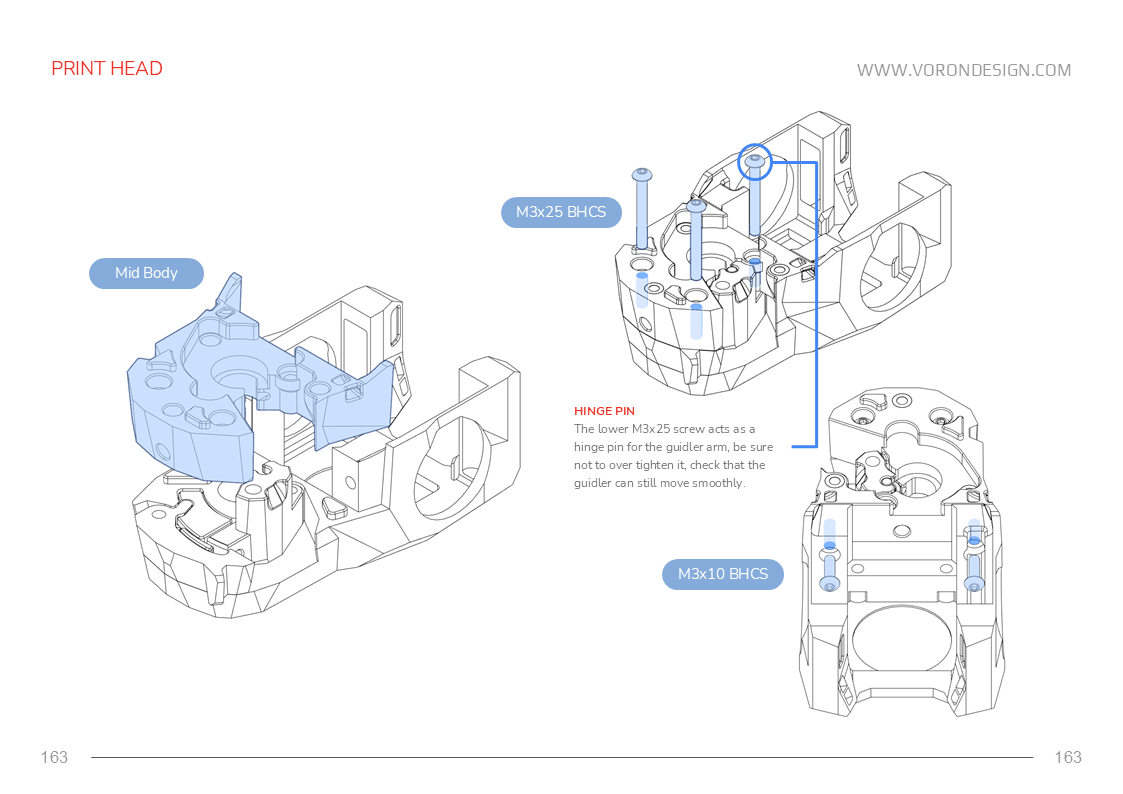 PRINT HEAD
WWW.VORONDESIGN.COM
M3x25 BHCS
Mid Body
HINGE PIN
The lower M3x25 screw acts as a
hinge pin for the guidler arm, be sure
not to over tighten it, check that the
guidler can still move smoothly.
M3x10 BHCS
163
163